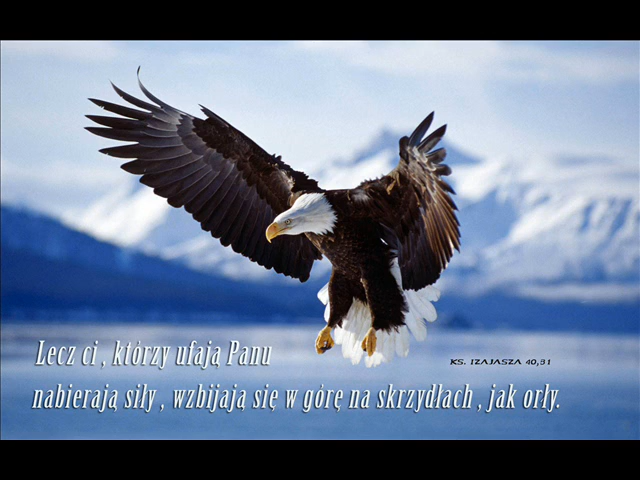 Lecz ci , którzy ufają Panu
KS. IZAJASZA 40,31
nabierają siły , wzbijają się w górę na skrzydłach , jak orły.